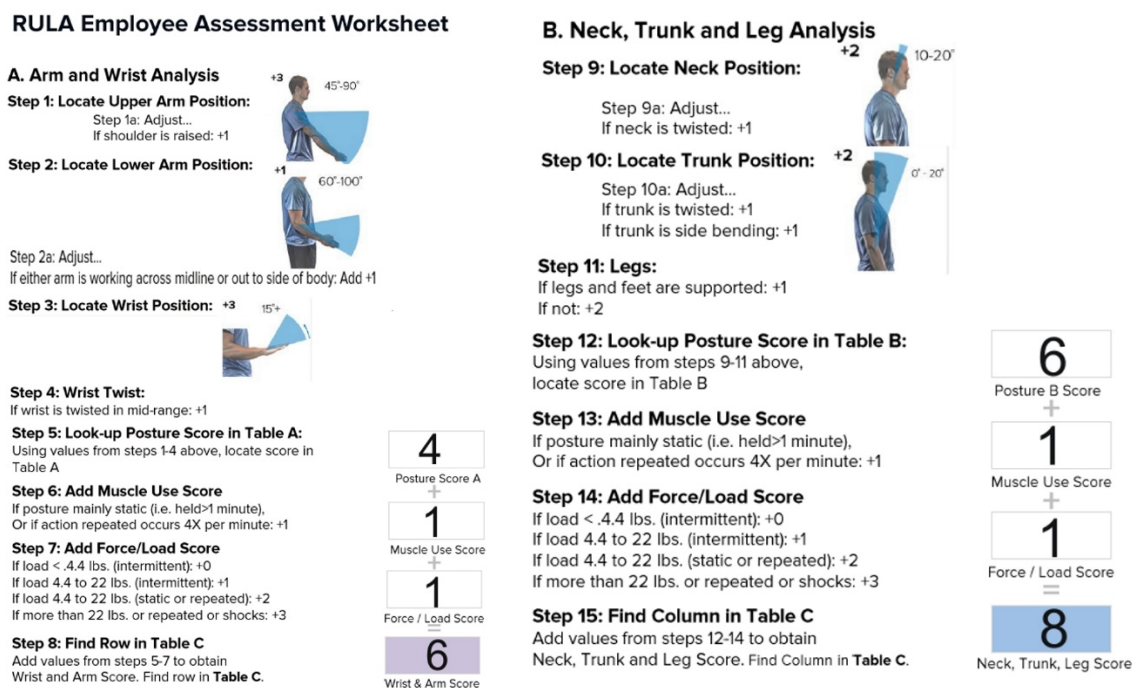 RULA Employee Assessment Worksheet
A. Arm and Wrist Analysis
Step 1: Locate Upper Arm Position:
+3
45°-90°
Step 1a: Adjust...
If shoulder is raised: +1
Step 2: Locate Lower Arm Position:
+1
60°-100°
Step 2a: Adjust...
If either arm is working across midline or out to side of body: Add +1
Step 3: Locate Wrist Position:
+3
15°+
Step 4: Wrist Twist:
If wrist is twisted in mid-range: +1
Step 5: Look-up Posture Score in Table A:
Using values from steps 1-4 above, locate score in
Table A
4
Posture Score A
+
Step 6: Add Muscle Use Score
If posture mainly static (i.e. held>1 minute),
Or if action repeated occurs 4X per minute: +1
1
Muscle Use Score
+
Step 7: Add Force/Load Score
If load < .4.4 lbs. (intermittent): +0
If load 4.4 to 22 lbs. (intermittent): +1
If load 4.4 to 22 lbs. (static or repeated): +2
If more than 22 lbs. or repeated or shocks: +3
1
Force / Load Score
=
Step 8: Find Row in Table C
Add values from steps 5-7 to obtain
Wrist and Arm Score. Find row in Table C.
6
Wrist & Arm Score
B. Neck, Trunk and Leg Analysis
Step 9: Locate Neck Position:
+2
10-20°
Step 9a: Adjust...
If neck is twisted: +1
Step 10: Locate Trunk Position:
+2
0° - 20°
Step 10a: Adjust...
If trunk is twisted: +1
If trunk is side bending: +1
Step 11: Legs:
If legs and feet are supported: +1
If not: +2
Step 12: Look-up Posture Score in Table B:
Using values from steps 9-11 above,
locate score in Table B
6
Posture B Score
+
Step 13: Add Muscle Use Score
If posture mainly static (i.e. held>1 minute),
Or if action repeated occurs 4X per minute: +1
1
Muscle Use Score
+
Step 14: Add Force/Load Score
If load < .4.4 lbs. (intermittent): +0
If load 4.4 to 22 lbs. (intermittent): +1
If load 4.4 to 22 lbs. (static or repeated): +2
If more than 22 lbs. or repeated or shocks: +3
1
Force / Load Score
=
Step 15: Find Column in Table C
Add values from steps 12-14 to obtain
Neck, Trunk and Leg Score. Find Column in Table C.
8
Neck, Trunk, Leg Score